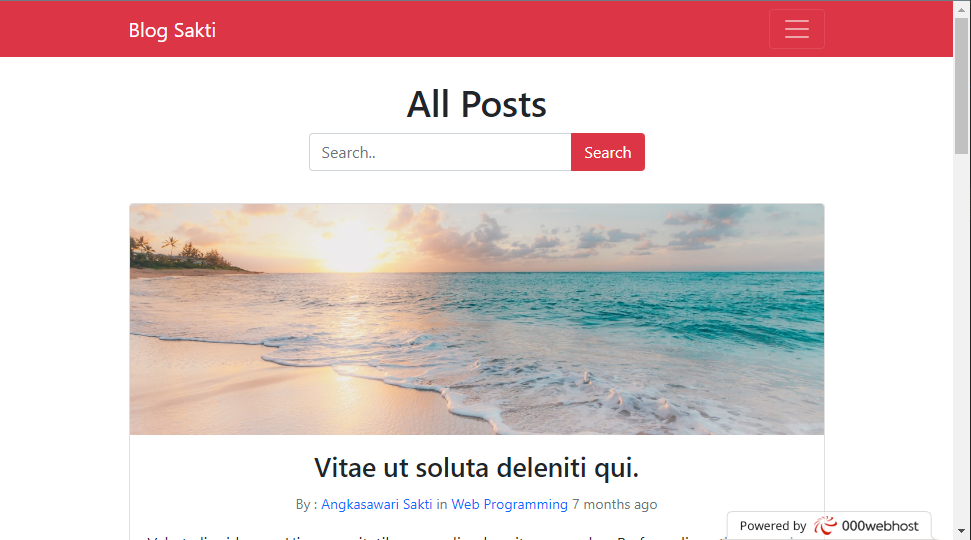 Blog Sakti
All Posts
Search..
Search
Vitae ut soluta deleniti qui.
By : Angkasawari Sakti in Web Programming 7 months ago
Powered by 000webhost